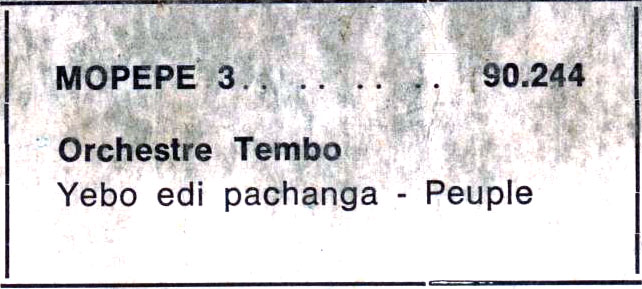 MOPEPE 3.. .. .. .. 90.244
Orchestre Tembo
Yebo edi pachanga - Peuple